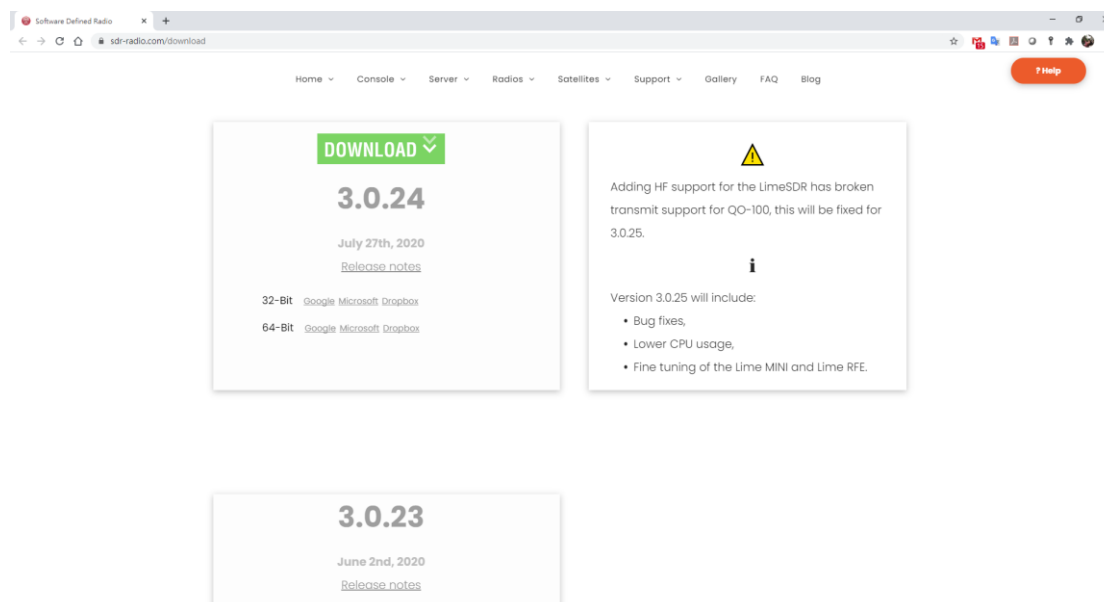 Software Defined Radio
sdr-radio.com/download
Home Console Server Radios Satellites Support Gallery FAQ Blog
? Help
DOWNLOAD
3.0.24
July 27th, 2020
Release notes
32-Bit Google Microsoft Dropbox
64-Bit Google Microsoft Dropbox
Adding HF support for the LimeSDR has broken
transmit support for QO-100, this will be fixed for
3.0.25.
Version 3.0.25 will include:
• Bug fixes,
• Lower CPU usage,
• Fine tuning of the Lime MINI and Lime RFE.
3.0.23
June 2nd, 2020
Release notes